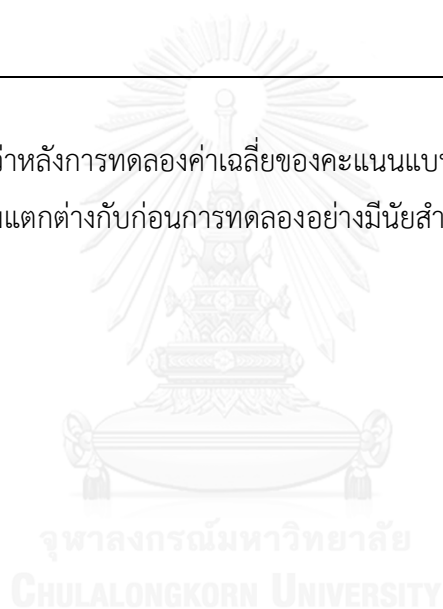 าหลังการทดลองค่าเฉลี่ยของคะแนนแบ
แตกต่างกับก่อนการทดลองอย่างมีนัยสำ
จุฬาลงกรณ์มหาวิทยาลัย
CHULALONGKORN UNIVERSITY